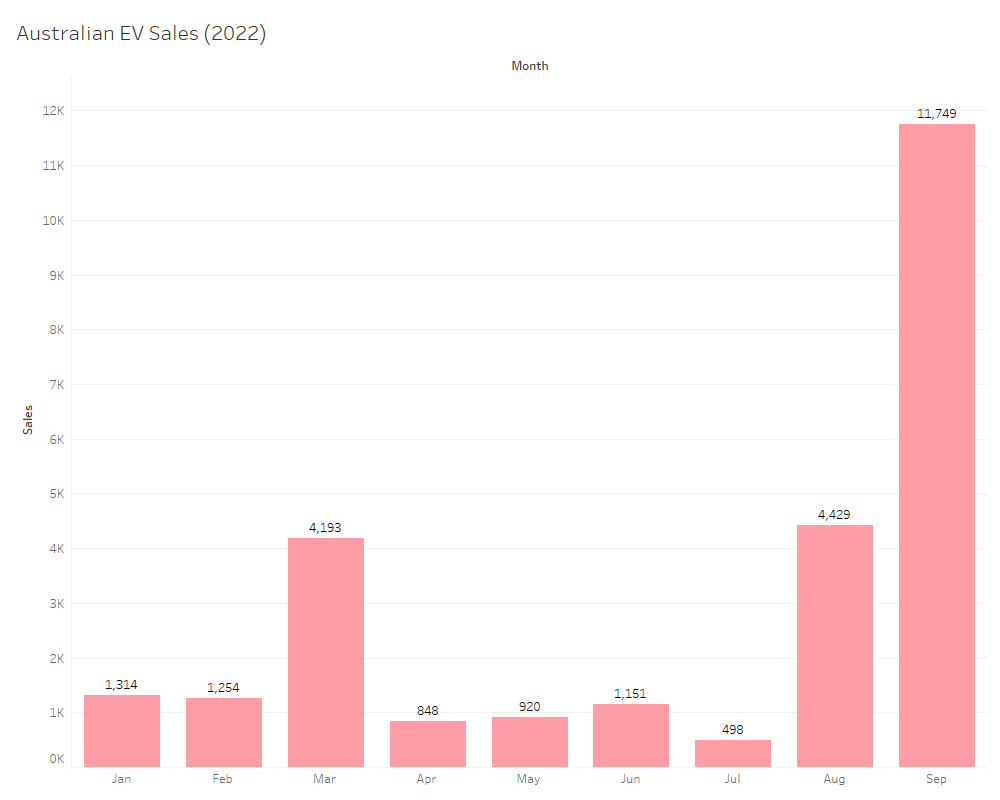 Australian EV Sales (2022)
Month
Sales
12K
11K
10K
9K
8K
7K
6K
5K
4K
3K
2K
1K
0K
1,314
1,254
4,193
848
920
1,151
498
4,429
11,749
Jan
Feb
Mar
Apr
May
Jun
Jul
Aug
Sep